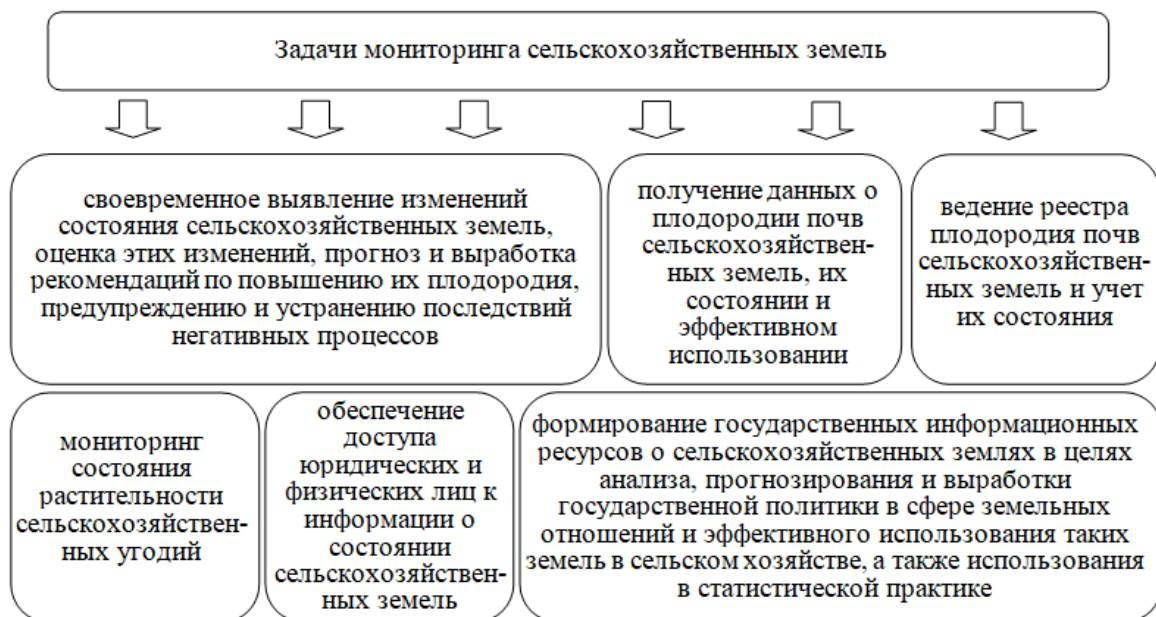 Задачи мониторинга сельскохозяйственных земель
своевременное выявление изменений
состояния сельскохозяйственных земель,
оценка этих изменений, прогноз и выработка
рекомендаций по повышению их плодородия,
предупреждению и устранению последствий
негативных процессов
получение данных о
плодородии почв
сельскохозяйствен-
ных земель, их
состоянии и
эффективном
использовании
ведение реестра
плодородия почв
сельскохозяйствен-
ных земель и учет
их состояния
мониторинг
состояния
растительности
сельскохозяйствен-
ных угодий
обеспечение
доступа
юридических и
физических лиц к
информации о
состоянии
сельскохозяйствен-
ных земель
формирование государственных информационных
ресурсов о сельскохозяйственных землях в целях
анализа, прогнозирования и выработки
государственной политики в сфере земельных
отношений и эффективного использования таких
земель в сельском хозяйстве, а также использования
в статистической практике